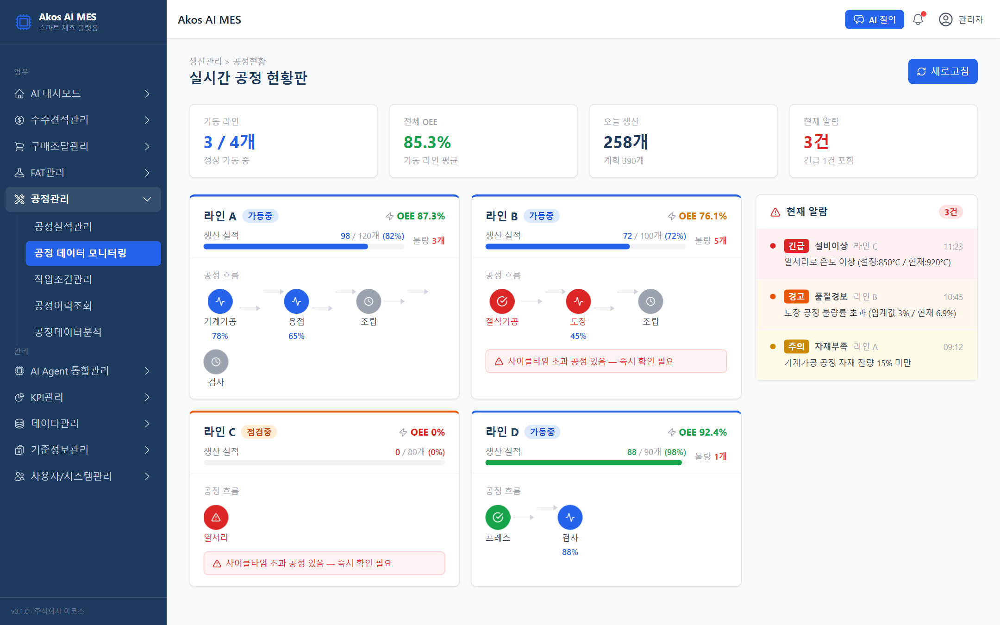 Akos AI MES
스마트 제조 플랫폼
업무
AI 대시보드
수주견적관리
구매조달관리
FAT관리
공정관리
공정실적관리
공정 데이터 모니터링
작업조건관리
공정이력조회
공정데이터분석
관리
AI Agent 통합관리
KPI관리
데이터관리
기준정보관리
사용자/시스템관리
v0.1.0 · 주식회사 아코스
Akos AI MES
AI 질의
관리자
생산관리 > 공정현황
실시간 공정 현황판
새로고침
가동 라인
3 / 4개
정상 가동 중
전체 OEE
85.3%
가동 라인 평균
오늘 생산
258개
계획 390개
현재 알람
3건
긴급 1건 포함
라인 A 가동중 OEE 87.3%
생산 실적 98 / 120개 (82%) 불량 3개
공정 흐름
기계가공 용접 조립
78% 65%
검사
라인 B 가동중 OEE 76.1%
생산 실적 72 / 100개 (72%) 불량 5개
공정 흐름
절삭가공 도장 조립
45%
사이클타임 초과 공정 있음 — 즉시 확인 필요
라인 C 점검중 OEE 0%
생산 실적 0 / 80개 (0%)
공정 흐름
열처리
사이클타임 초과 공정 있음 — 즉시 확인 필요
라인 D 가동중 OEE 92.4%
생산 실적 88 / 90개 (98%) 불량 1개
공정 흐름
프레스 검사
88%
현재 알람 3건
긴급 설비이상 라인 C 11:23
열처리로 온도 이상 (설정:850°C / 현재:920°C)
경고 품질경보 라인 B 10:45
도장 공정 불량률 초과 (임계값 3% / 현재 6.9%)
주의 자재부족 라인 A 09:12
기계가공 공정 자재 잔량 15% 미만